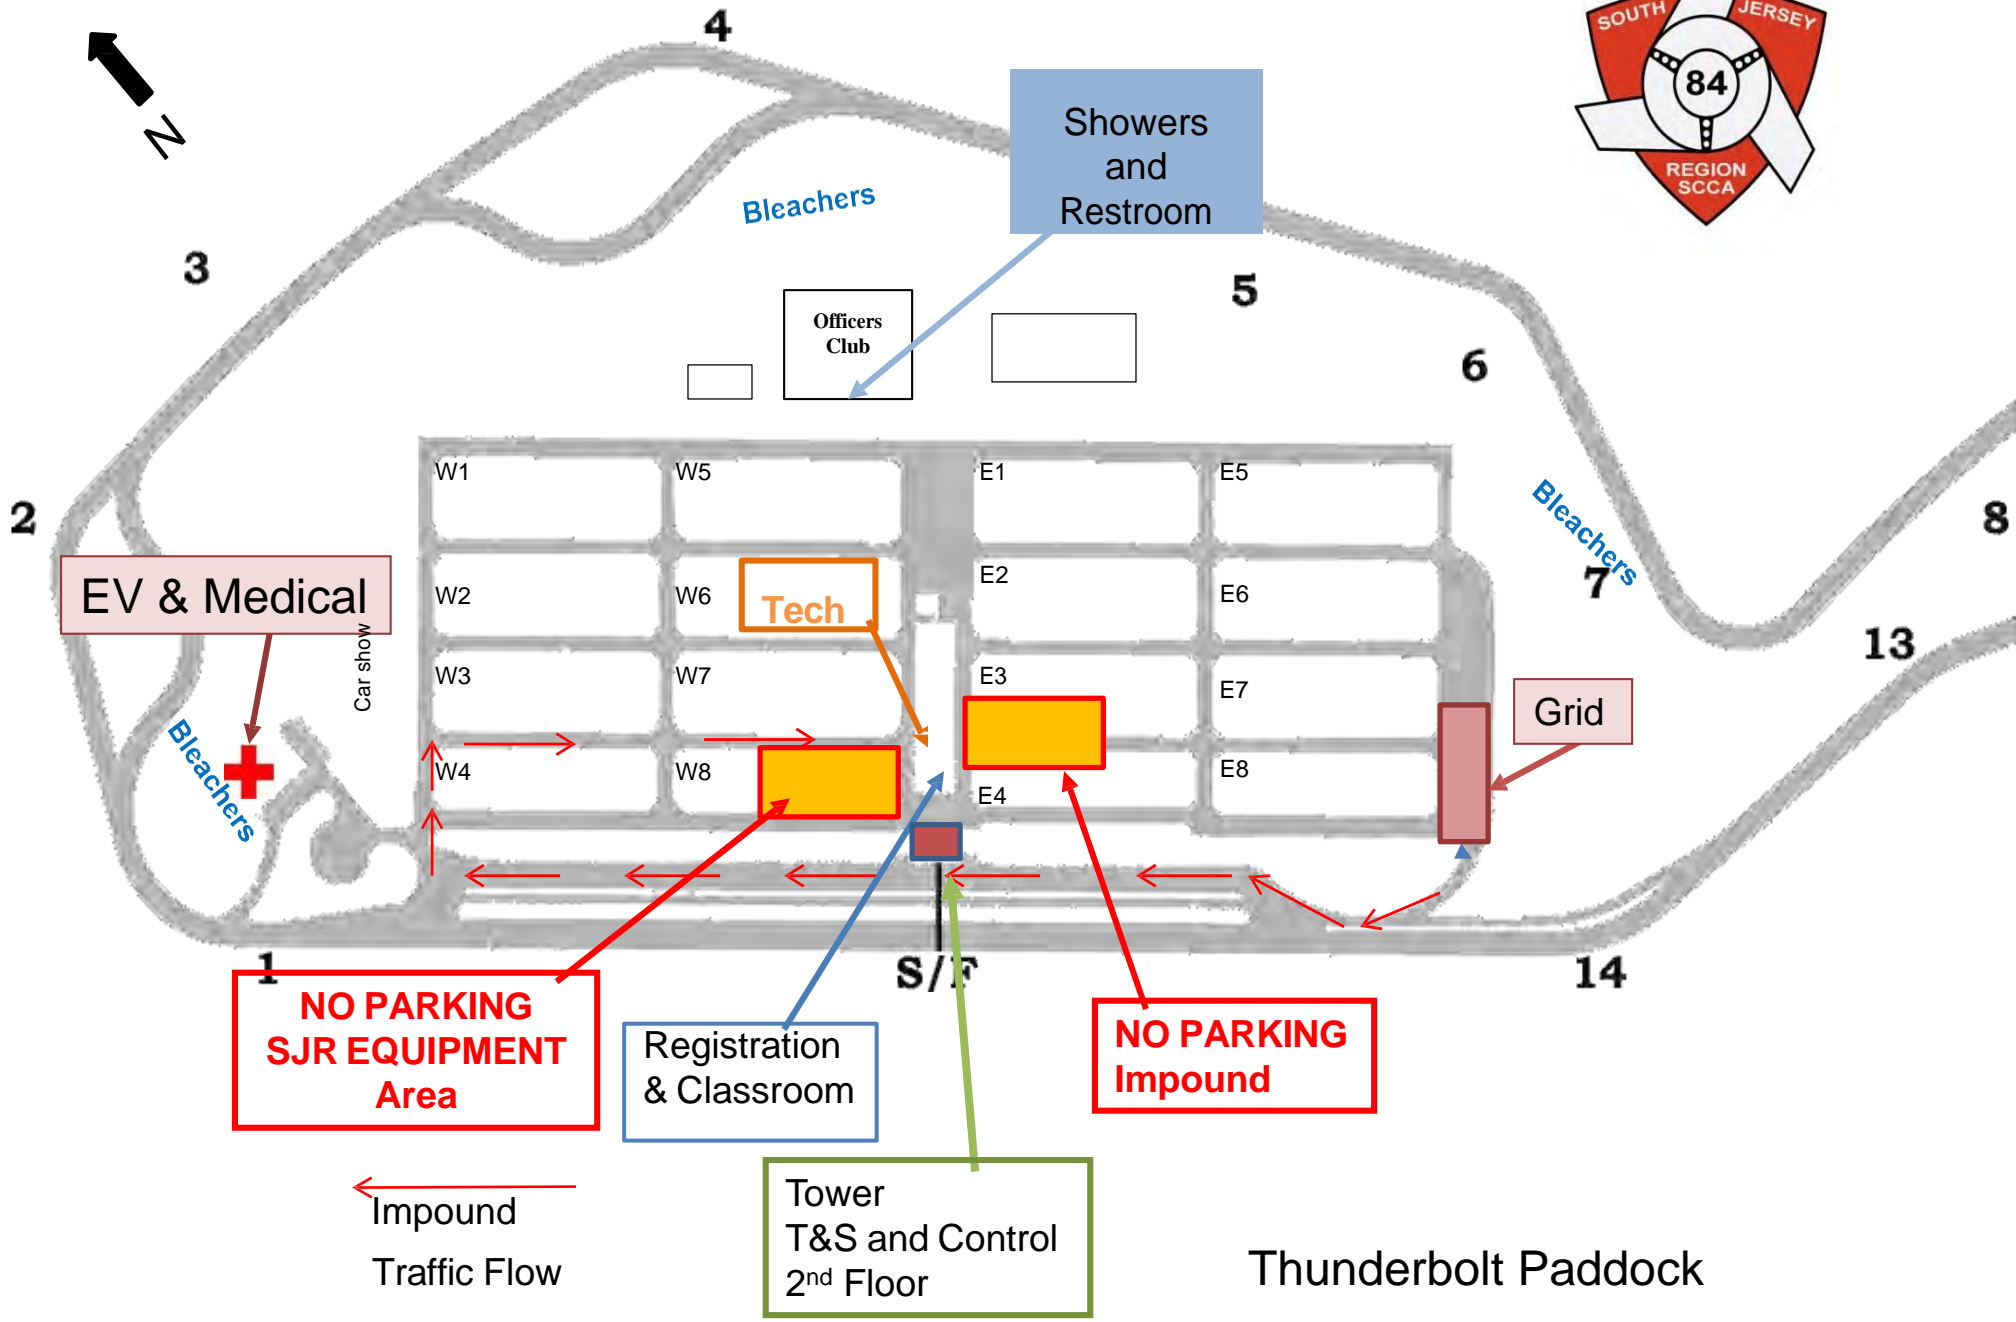 4
SOUTH
JERSEY
84
REGION
SCCA
N
Showers
and
Restroom
Bleachers
3
5
Officers
Club
6
W1
W5
E1
E5
2
Bleachers
8
EV & Medical
W2
W6
Tech
E2
E6
7
Car show
13
W3
W7
E3
E7
Grid
Bleachers
W4
W8
E4
E8
1
S/F
14
NO PARKING
SJR EQUIPMENT
Area
Registration
& Classroom
NO PARKING
Impound
Impound
Traffic Flow
Tower
T&S and Control
2nd Floor
Thunderbolt Paddock